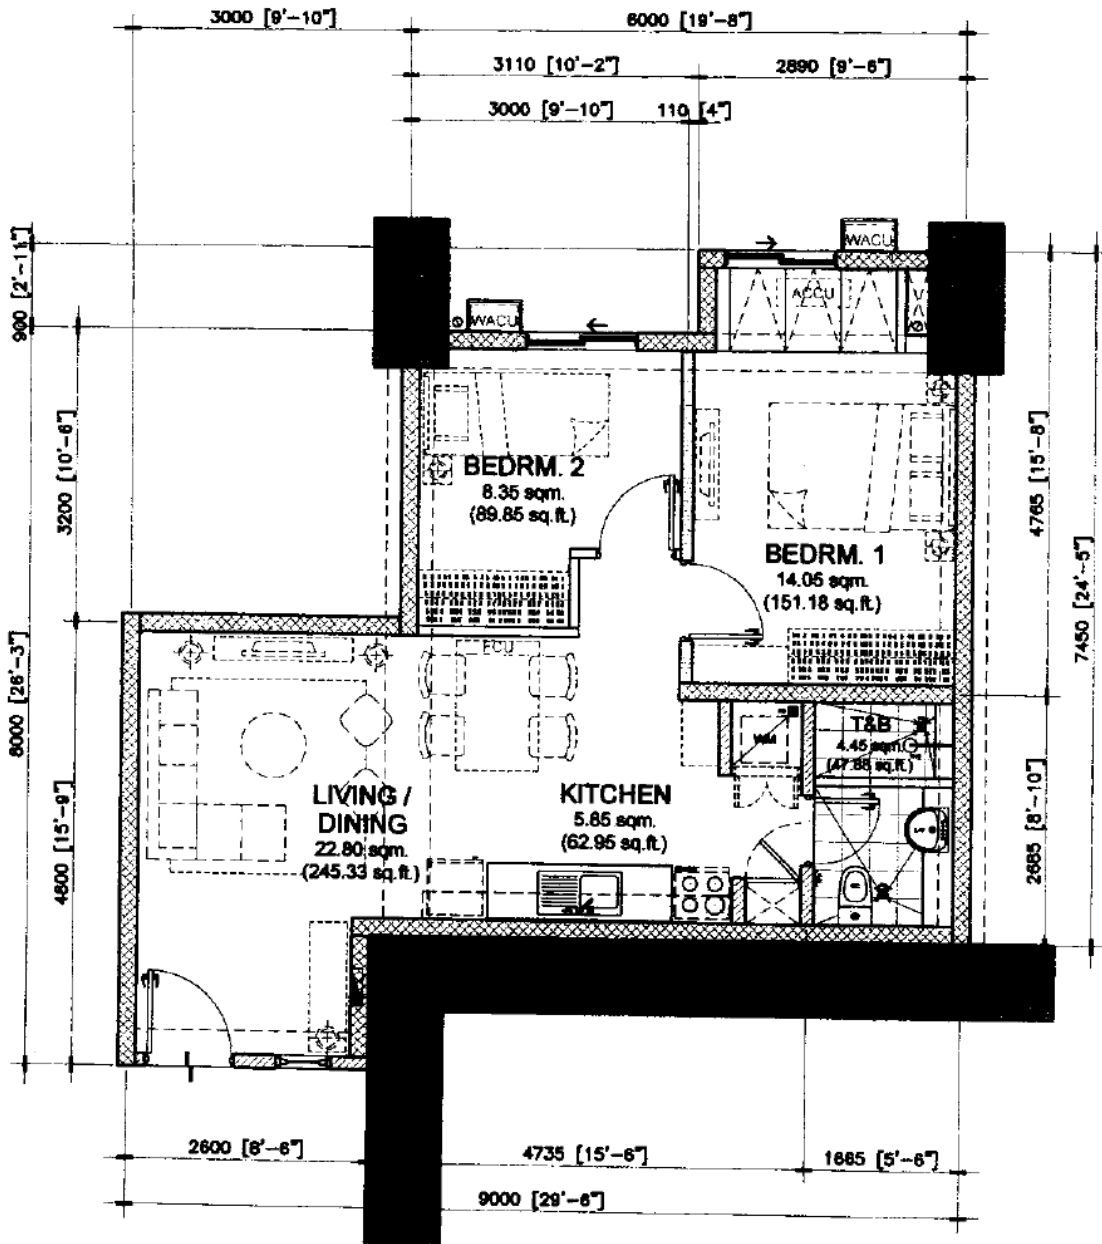 3000 [9'-10"]
6000 [19'-8"]
3110 [10'-2"]
2890 [9'-6"]
3000 [9'-10"]
110 [4"]
900 [2'-11"]
WACU
WACU
ACCU
3200 [10'-6"]
4765 [15'-8"]
BEDRM. 2
8.35 sqm.
(89.85 sq.ft.)
BEDRM. 1
14.05 sqm.
(151.18 sq.ft.)
7450 [24'-5"]
8000 [26'-3"]
FCU
T&B
4.45 sqm.
(47.88 sq.ft.)
WM
LIVING /
DINING
22.80 sqm.
(245.33 sq.ft.)
KITCHEN
5.85 sqm.
(62.95 sq.ft.)
4800 [15'-9"]
2685 [8'-10"]
2600 [8'-6"]
4735 [15'-6"]
1665 [5'-6"]
9000 [29'-6"]